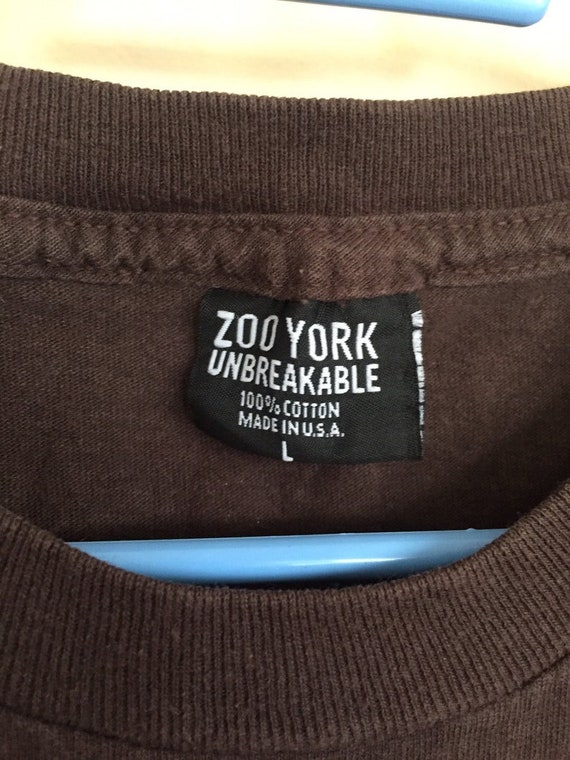 ZOO YORK
UNBREAKABLE
100% COTTON
MADE IN U.S.A.
L